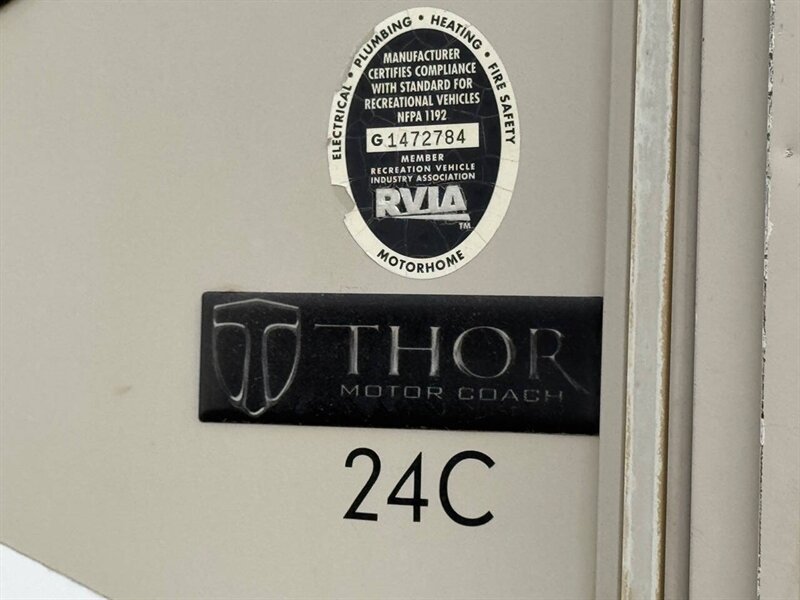 ELECTRICAL • PLUMBING • HEATING • FIRE SAFETY
MANUFACTURER
CERTIFIES COMPLIANCE
WITH STANDARD FOR
RECREATIONAL VEHICLES
NFPA 1192
G 1472784
MEMBER
RECREATION VEHICLE
INDUSTRY ASSOCIATION
RVIA
TM
MOTORHOME
THOR
MOTOR COACH
24C